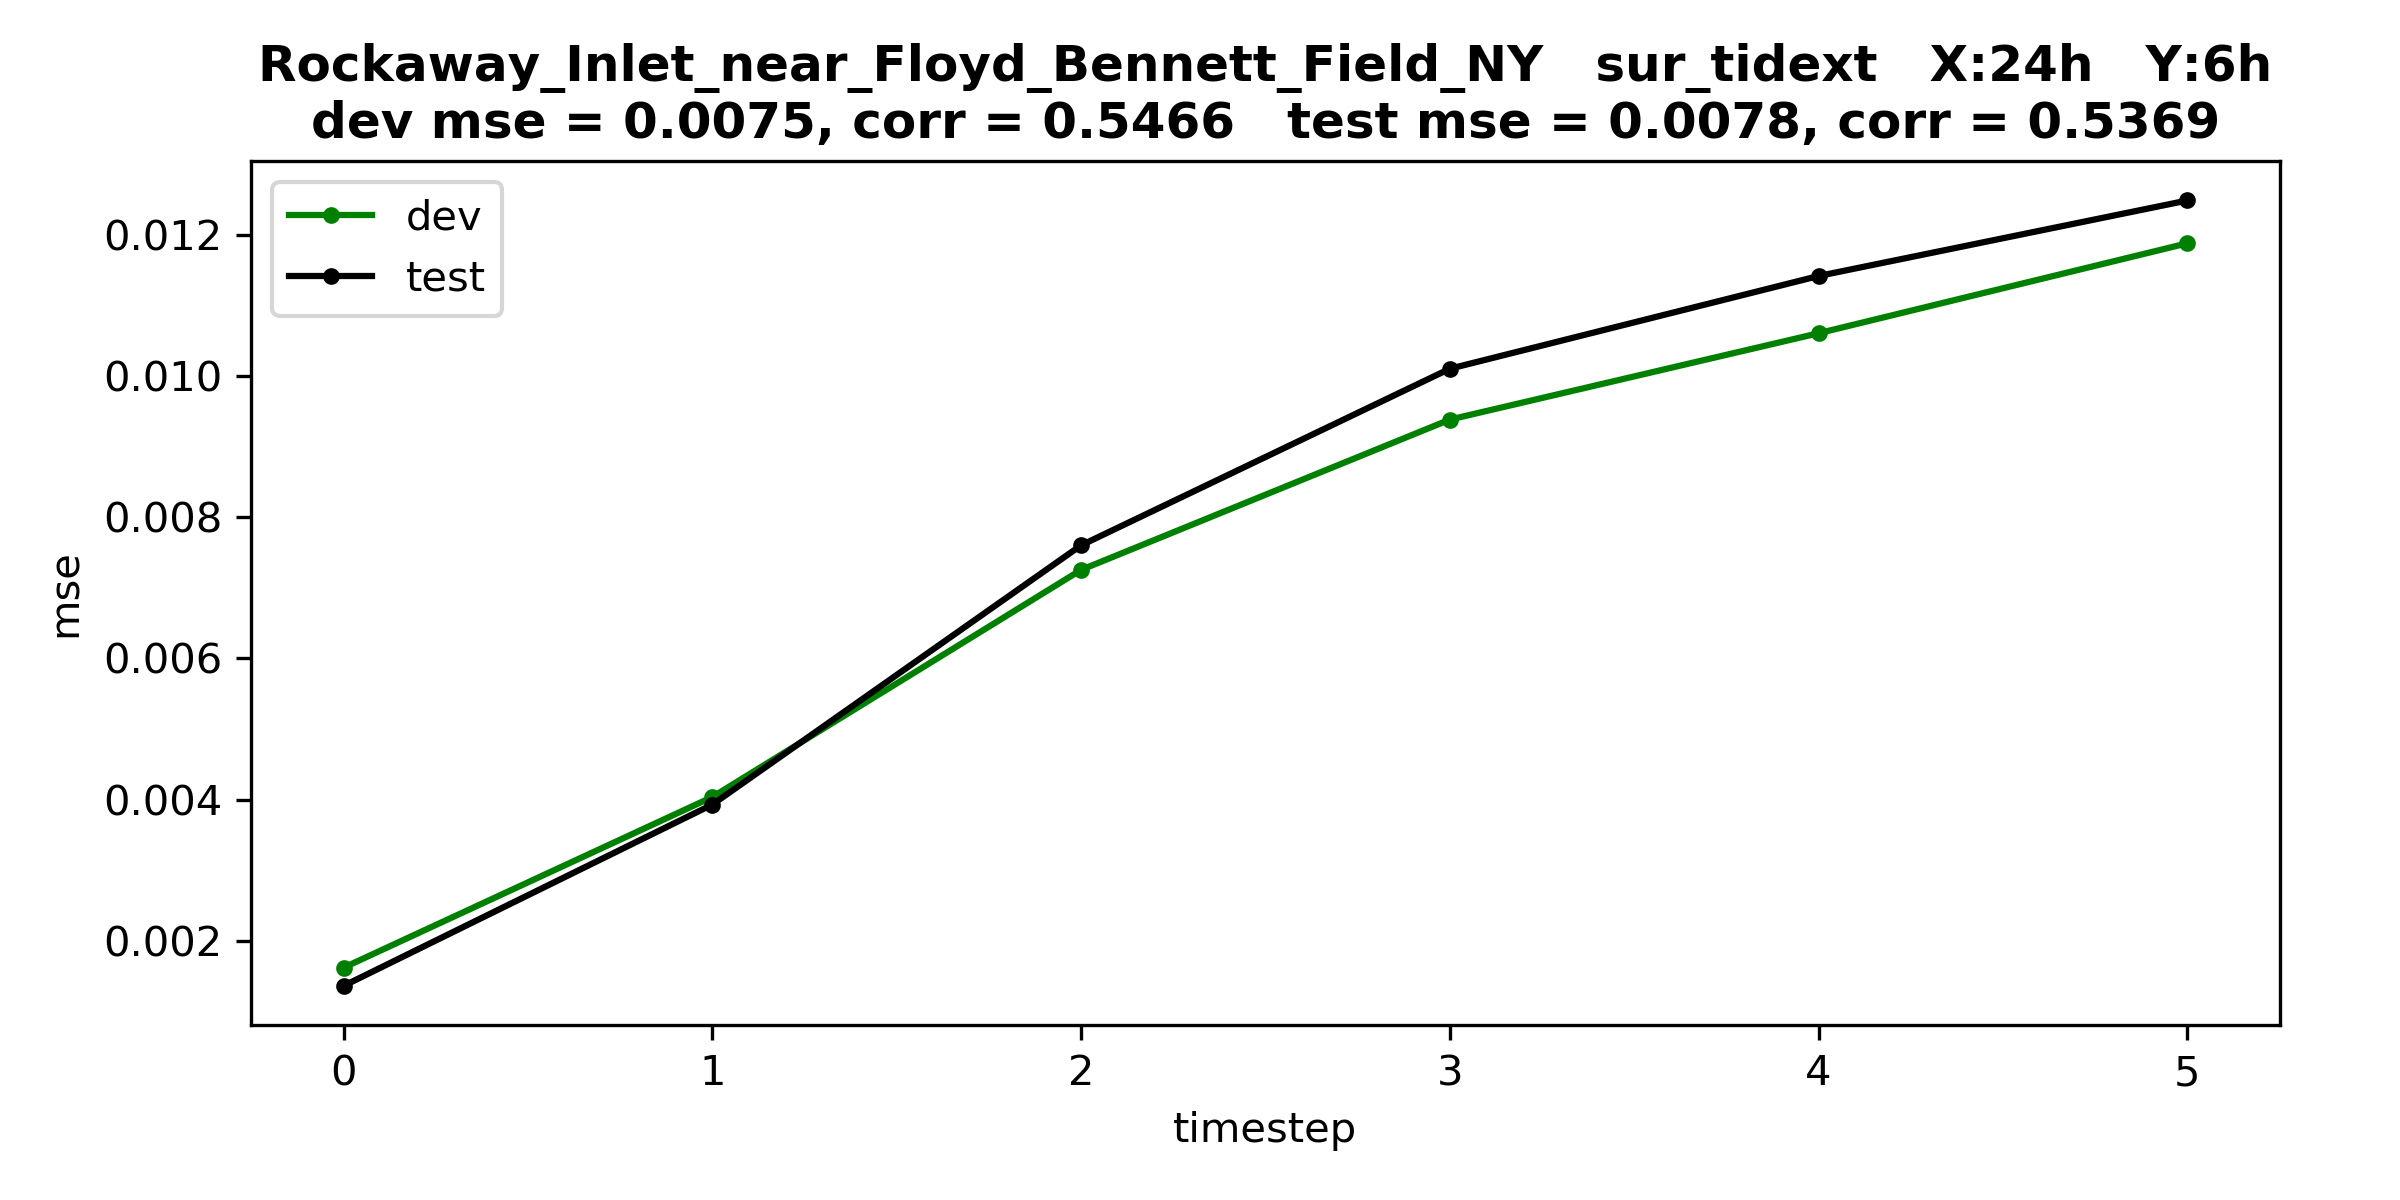 Rockaway_Inlet_near_Floyd_Bennett_Field_NY   sur_tidext   X:24h   Y:6h
dev mse = 0.0075, corr = 0.5466   test mse = 0.0078, corr = 0.5369
dev
test
0.012
0.010
0.008
0.006
0.004
0.002
mse
0 1 2 3 4 5
timestep